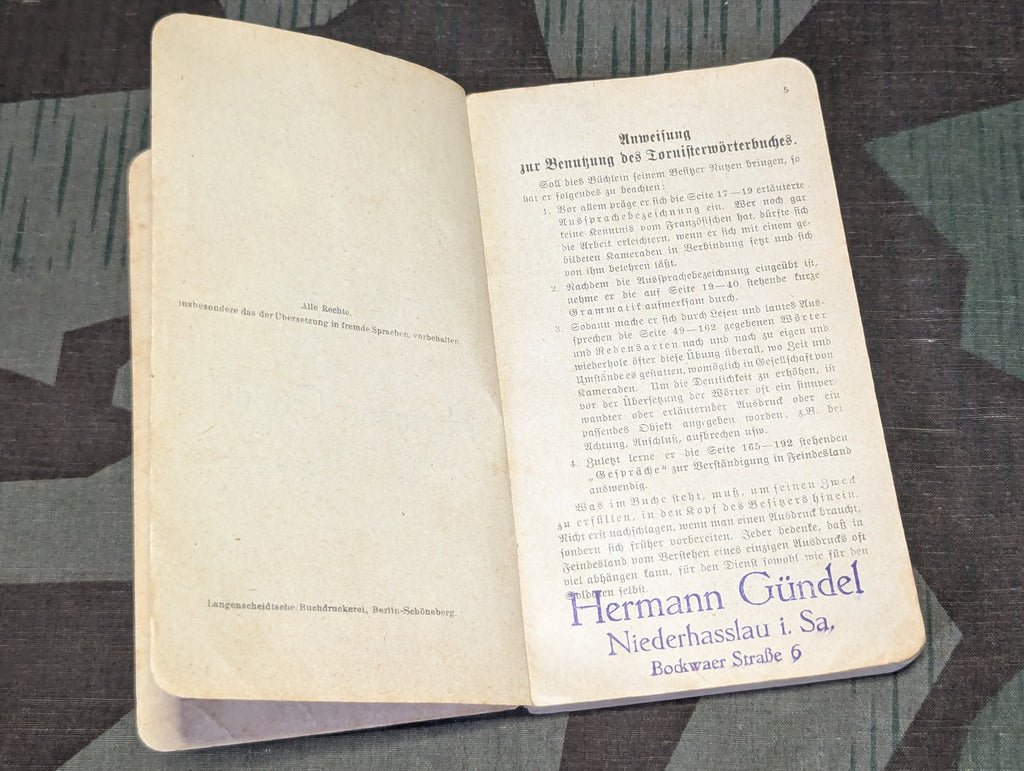 Alle Rechte,
insbesondere das der Übersetzung in fremde Sprachen, vorbehalten
Langenscheidtsche Buchdruckerei, Berlin-Schöneberg.
5
Anweisung
zur Benutzung des Tornisterwörterbuches.
Soll dies Büchlein seinem Besitzer Nutzen bringen, so
hat er folgendes zu beachten:
1. Vor allem präge er sich die Seite 17—19 erläuterte
Aussprachebezeichnung ein. Wer noch gar
keine Kenntnis vom Französischen hat, dürfte sich
die Arbeit erleichtern, wenn er sich mit einem ge-
bildeten Kameraden in Verbindung setzt und sich
von ihm belehren läßt.
2. Nachdem die Aussprachebezeichnung eingeübt ist,
nehme er die auf Seite 19—40 stehende kurze
Grammatik aufmerksam durch.
3. Sodann mache er sich durch Lesen und lautes Aus-
sprechen die Seite 49—162 gegebenen Wörter
und Redensarten nach und nach zu eigen und
wiederhole öfter diese Übung überall, wo Zeit und
Umstände es gestatten, womöglich in Gesellschaft von
Kameraden. Um die Deutlichkeit zu erhöhen, ist
vor der Übersetzung der Wörter oft ein sinnver-
wandter oder erläuternder Ausdruck oder ein
passendes Objekt angegeben worden, z.B. bei
Achtung, Anschluß, aufbrechen usw.
4. Zuletzt lerne er die Seite 165—192 stehenden
„Gespräche“ zur Verständigung in Feindesland
auswendig.
Was im Buche steht, muß, um seinen Zweck
zu erfüllen, in den Kopf des Besitzers hinein.
Nicht erst nachschlagen, wenn man einen Ausdruck braucht,
sondern sich früher vorbereiten. Jeder bedenke, daß in
Feindesland vom Verstehen eines einzigen Ausdrucks oft
viel abhängen kann, für den Dienst sowohl wie für den
Soldaten selbst.
Hermann Gündel
Niederhasslau i. Sa.
Bockwaer Straße 6